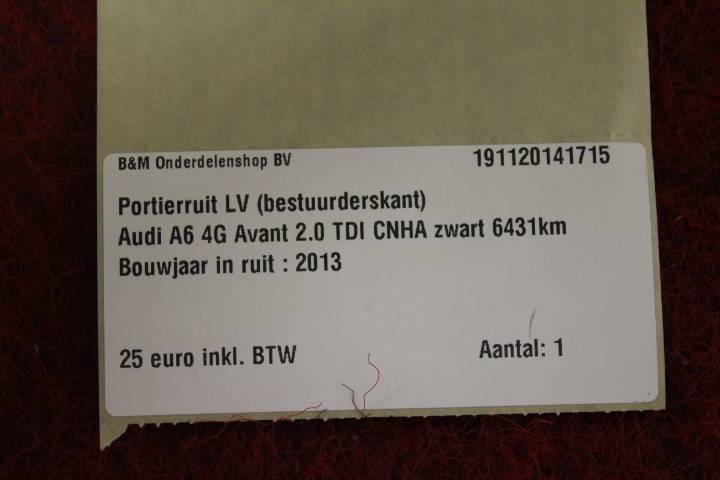 B&M Onderdelenshop BV 191120141715
Portierruit LV (bestuurderskant)
Audi A6 4G Avant 2.0 TDI CNHA zwart 6431km
Bouwjaar in ruit : 2013
25 euro inkl. BTW Aantal: 1